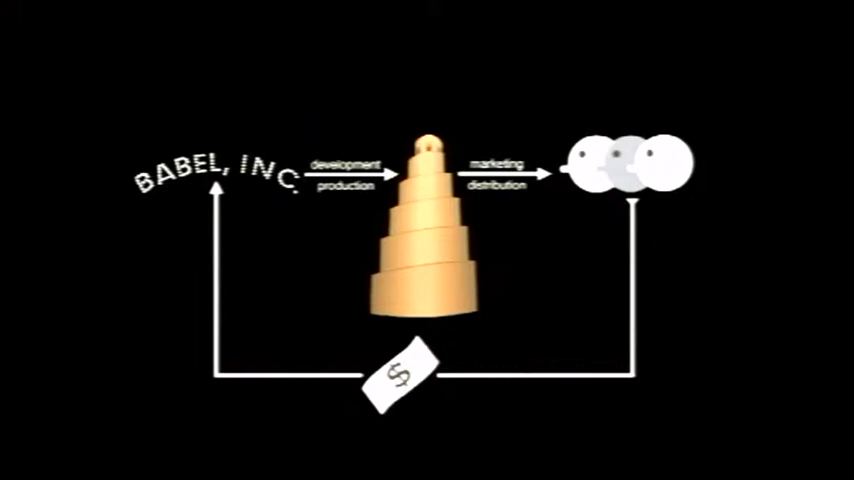 BABEL, INC.
development
production
marketing
distribution
$